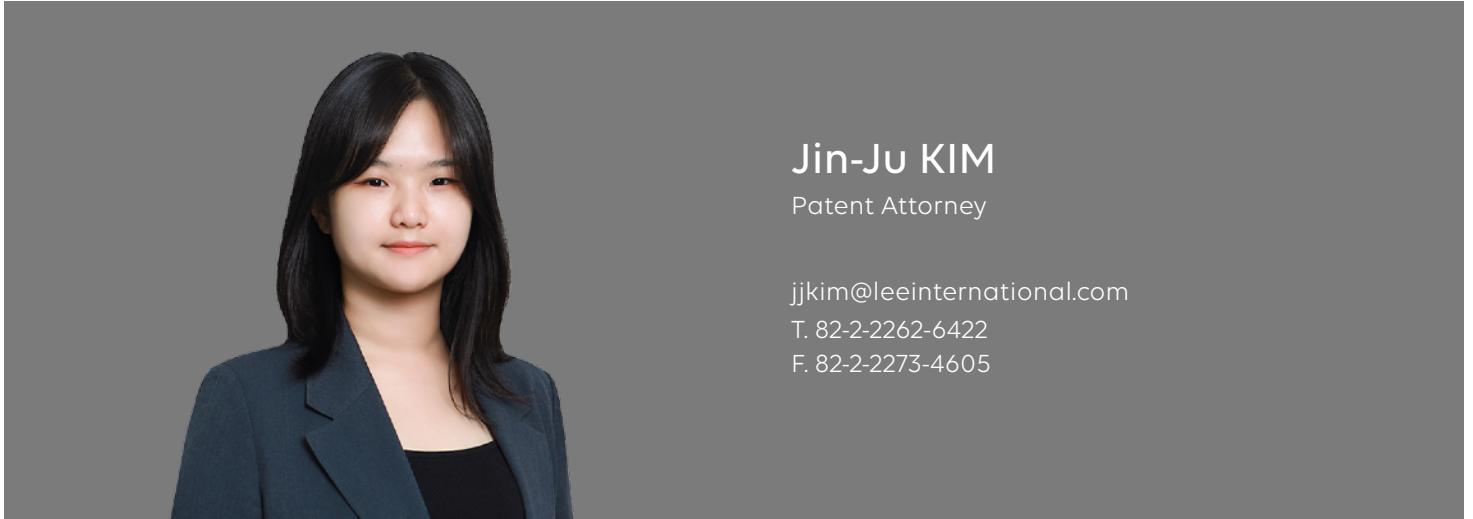 Jin-Ju KIM
Patent Attorney
jjkim@leeinternational.com
T. 82-2-2262-6422
F. 82-2-2273-4605